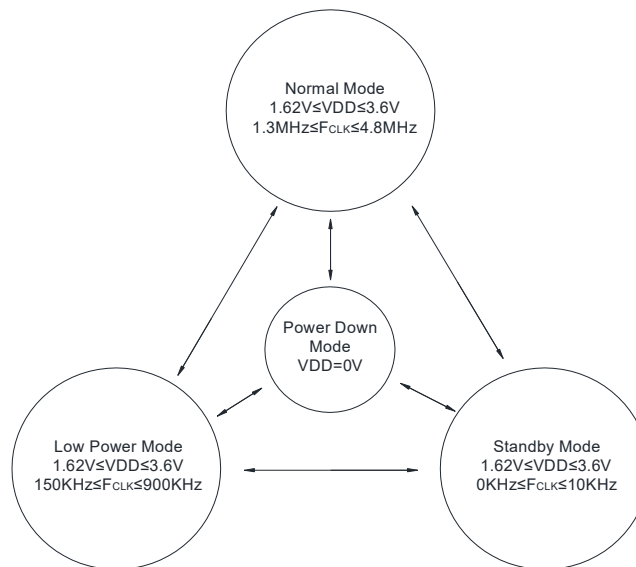 Normal Mode
1.62V≤VDD≤3.6V
1.3MHz≤FCLK≤4.8MHz
Power Down
Mode
VDD=0V
Low Power Mode
1.62V≤VDD≤3.6V
150KHz≤FCLK≤900KHz
Standby Mode
1.62V≤VDD≤3.6V
0KHz≤FCLK≤10KHz